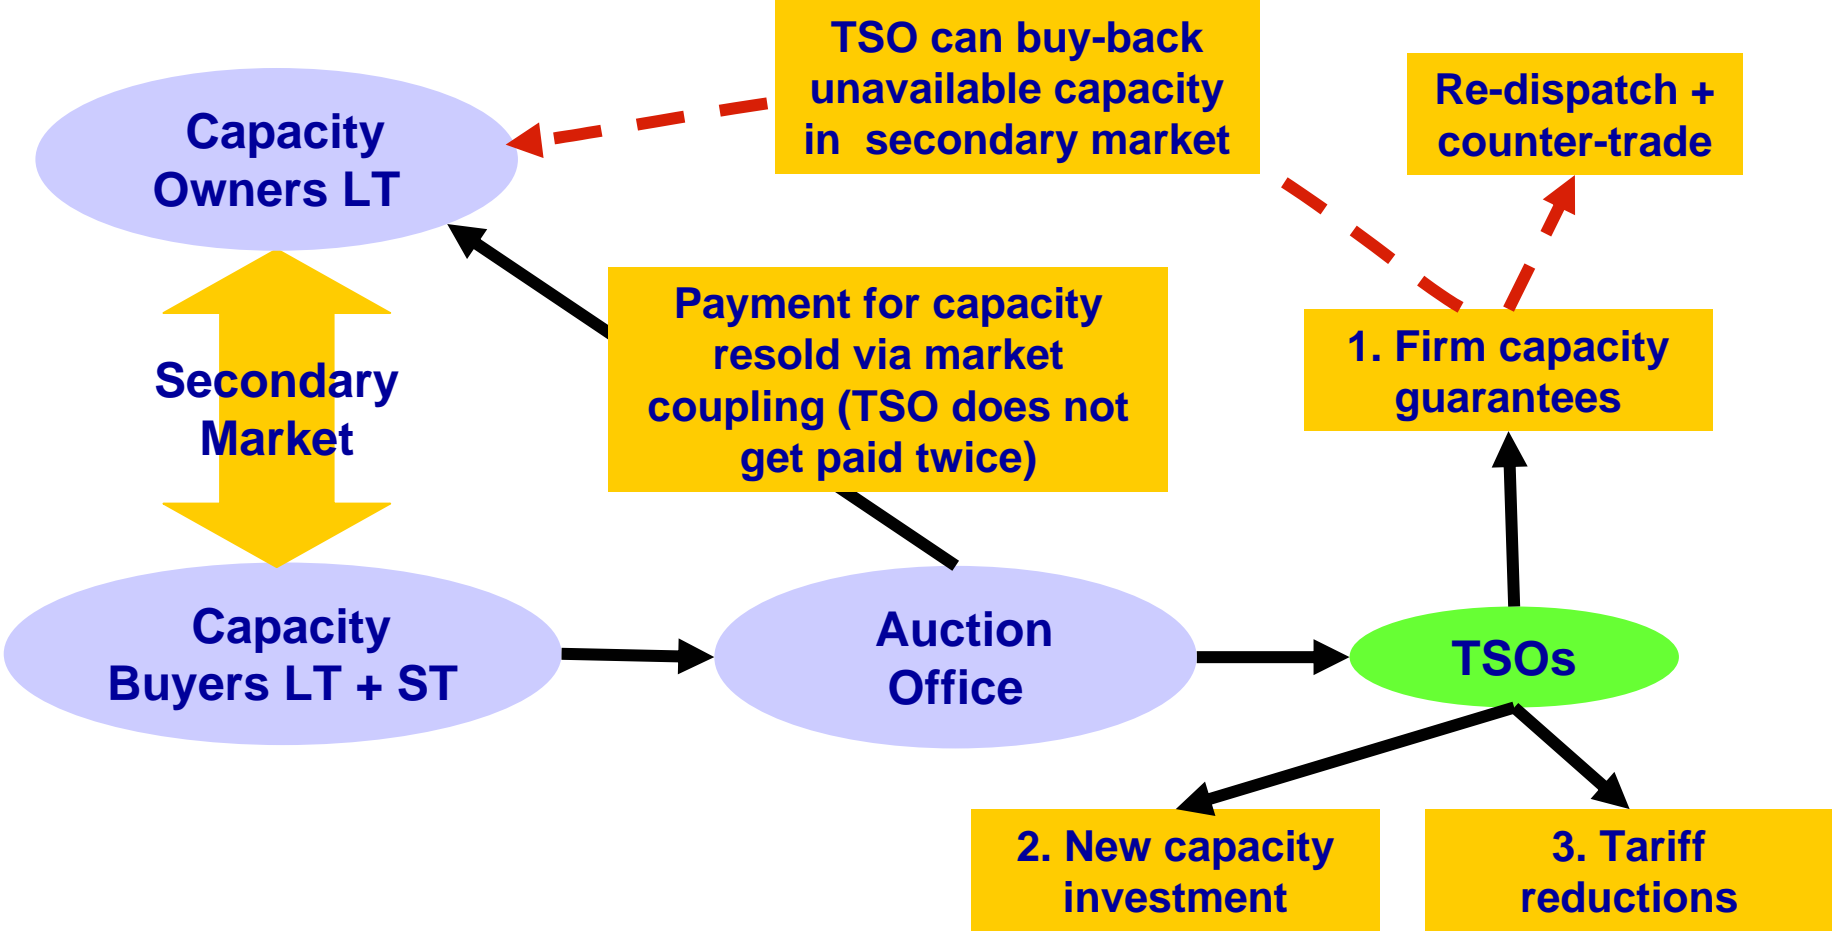 TSO can buy-back
unavailable capacity
in secondary market
Re-dispatch +
counter-trade
Capacity
Owners LT
Payment for capacity
resold via market
coupling (TSO does not
get paid twice)
1. Firm capacity
guarantees
Secondary
Market
Capacity
Buyers LT + ST
Auction
Office
TSOs
2. New capacity
investment
3. Tariff
reductions